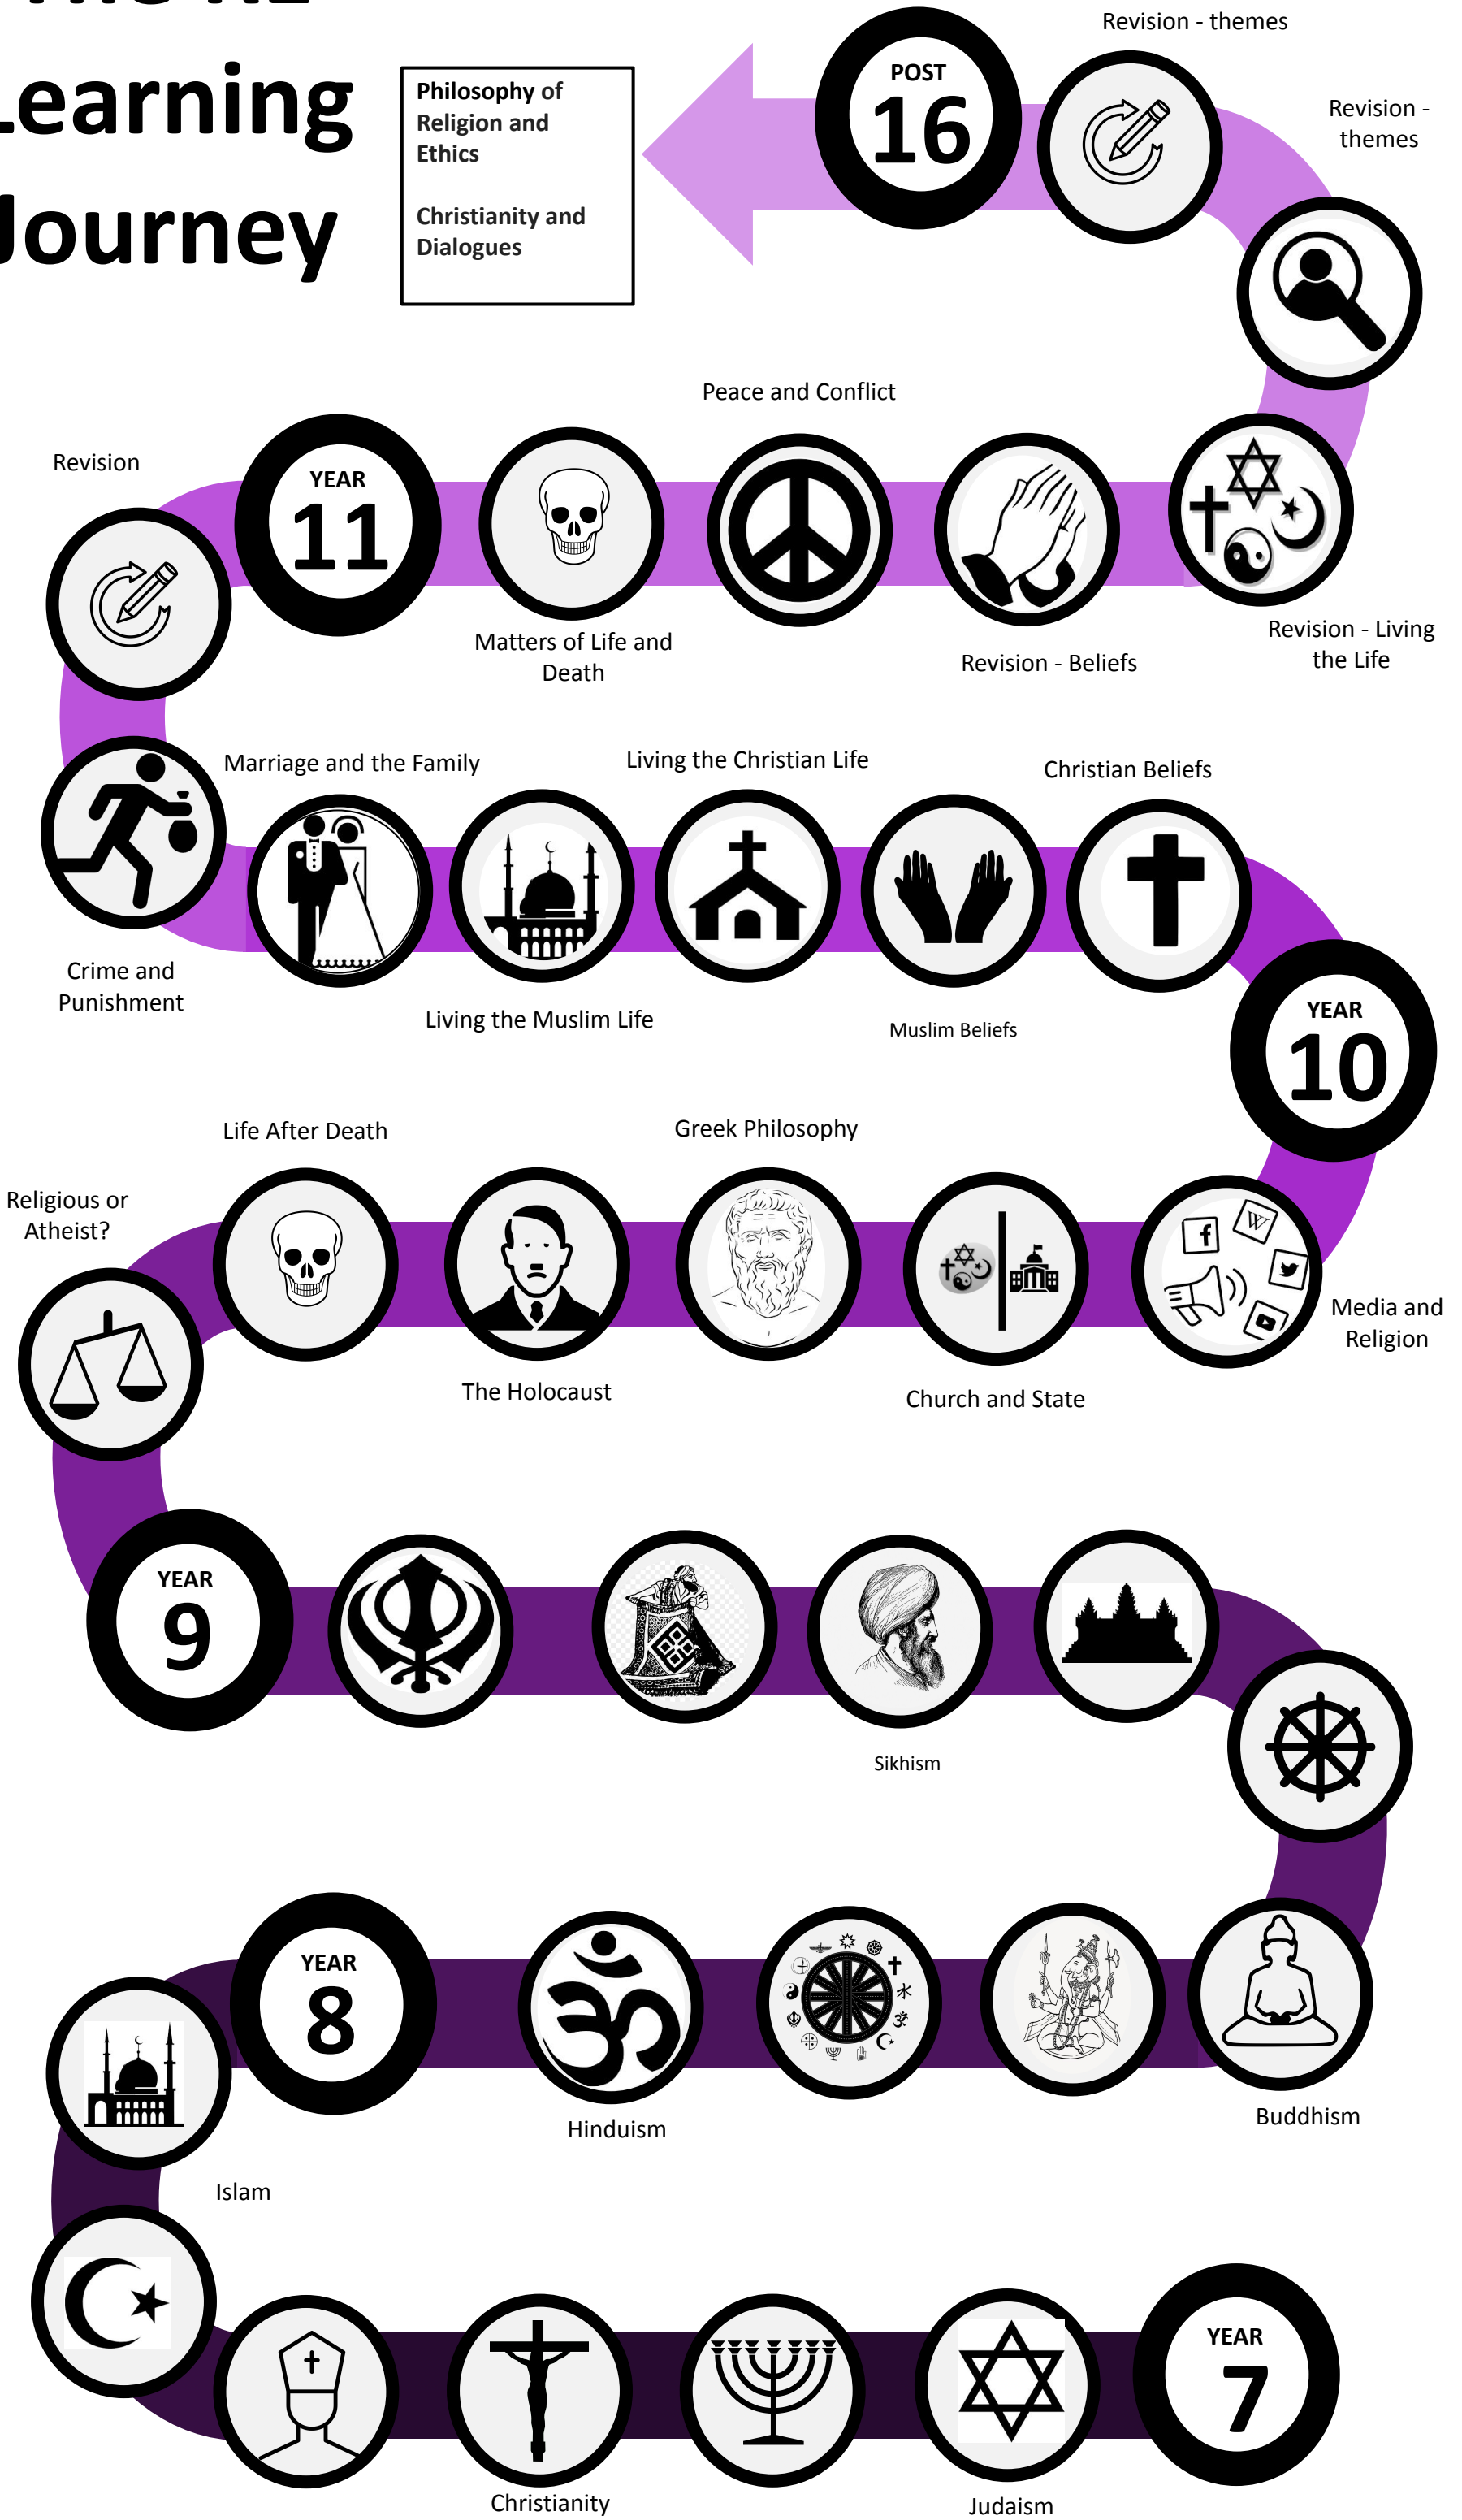 Learning
Journey
Philosophy of
Religion and
Ethics
Christianity and
Dialogues
POST
16
Revision - themes
Revision -
themes
Peace and Conflict
Revision
YEAR
11
Matters of Life and
Death
Revision - Beliefs
Revision - Living
the Life
Marriage and the Family
Living the Christian Life
Christian Beliefs
Crime and
Punishment
Living the Muslim Life
Muslim Beliefs
YEAR
10
Life After Death
Greek Philosophy
Religious or
Atheist?
The Holocaust
Church and State
Media and
Religion
YEAR
9
Sikhism
YEAR
8
Hinduism
Buddhism
Islam
YEAR
7
Christianity
Judaism